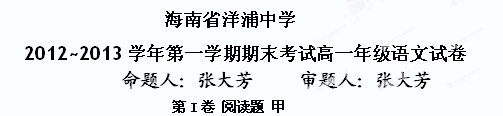 海南省洋浦中学
2012~2013 学年第一学期期末考试高一年级语文试卷
命题人：张大芳 审题人：张大芳
第 I 卷 阅读题 甲